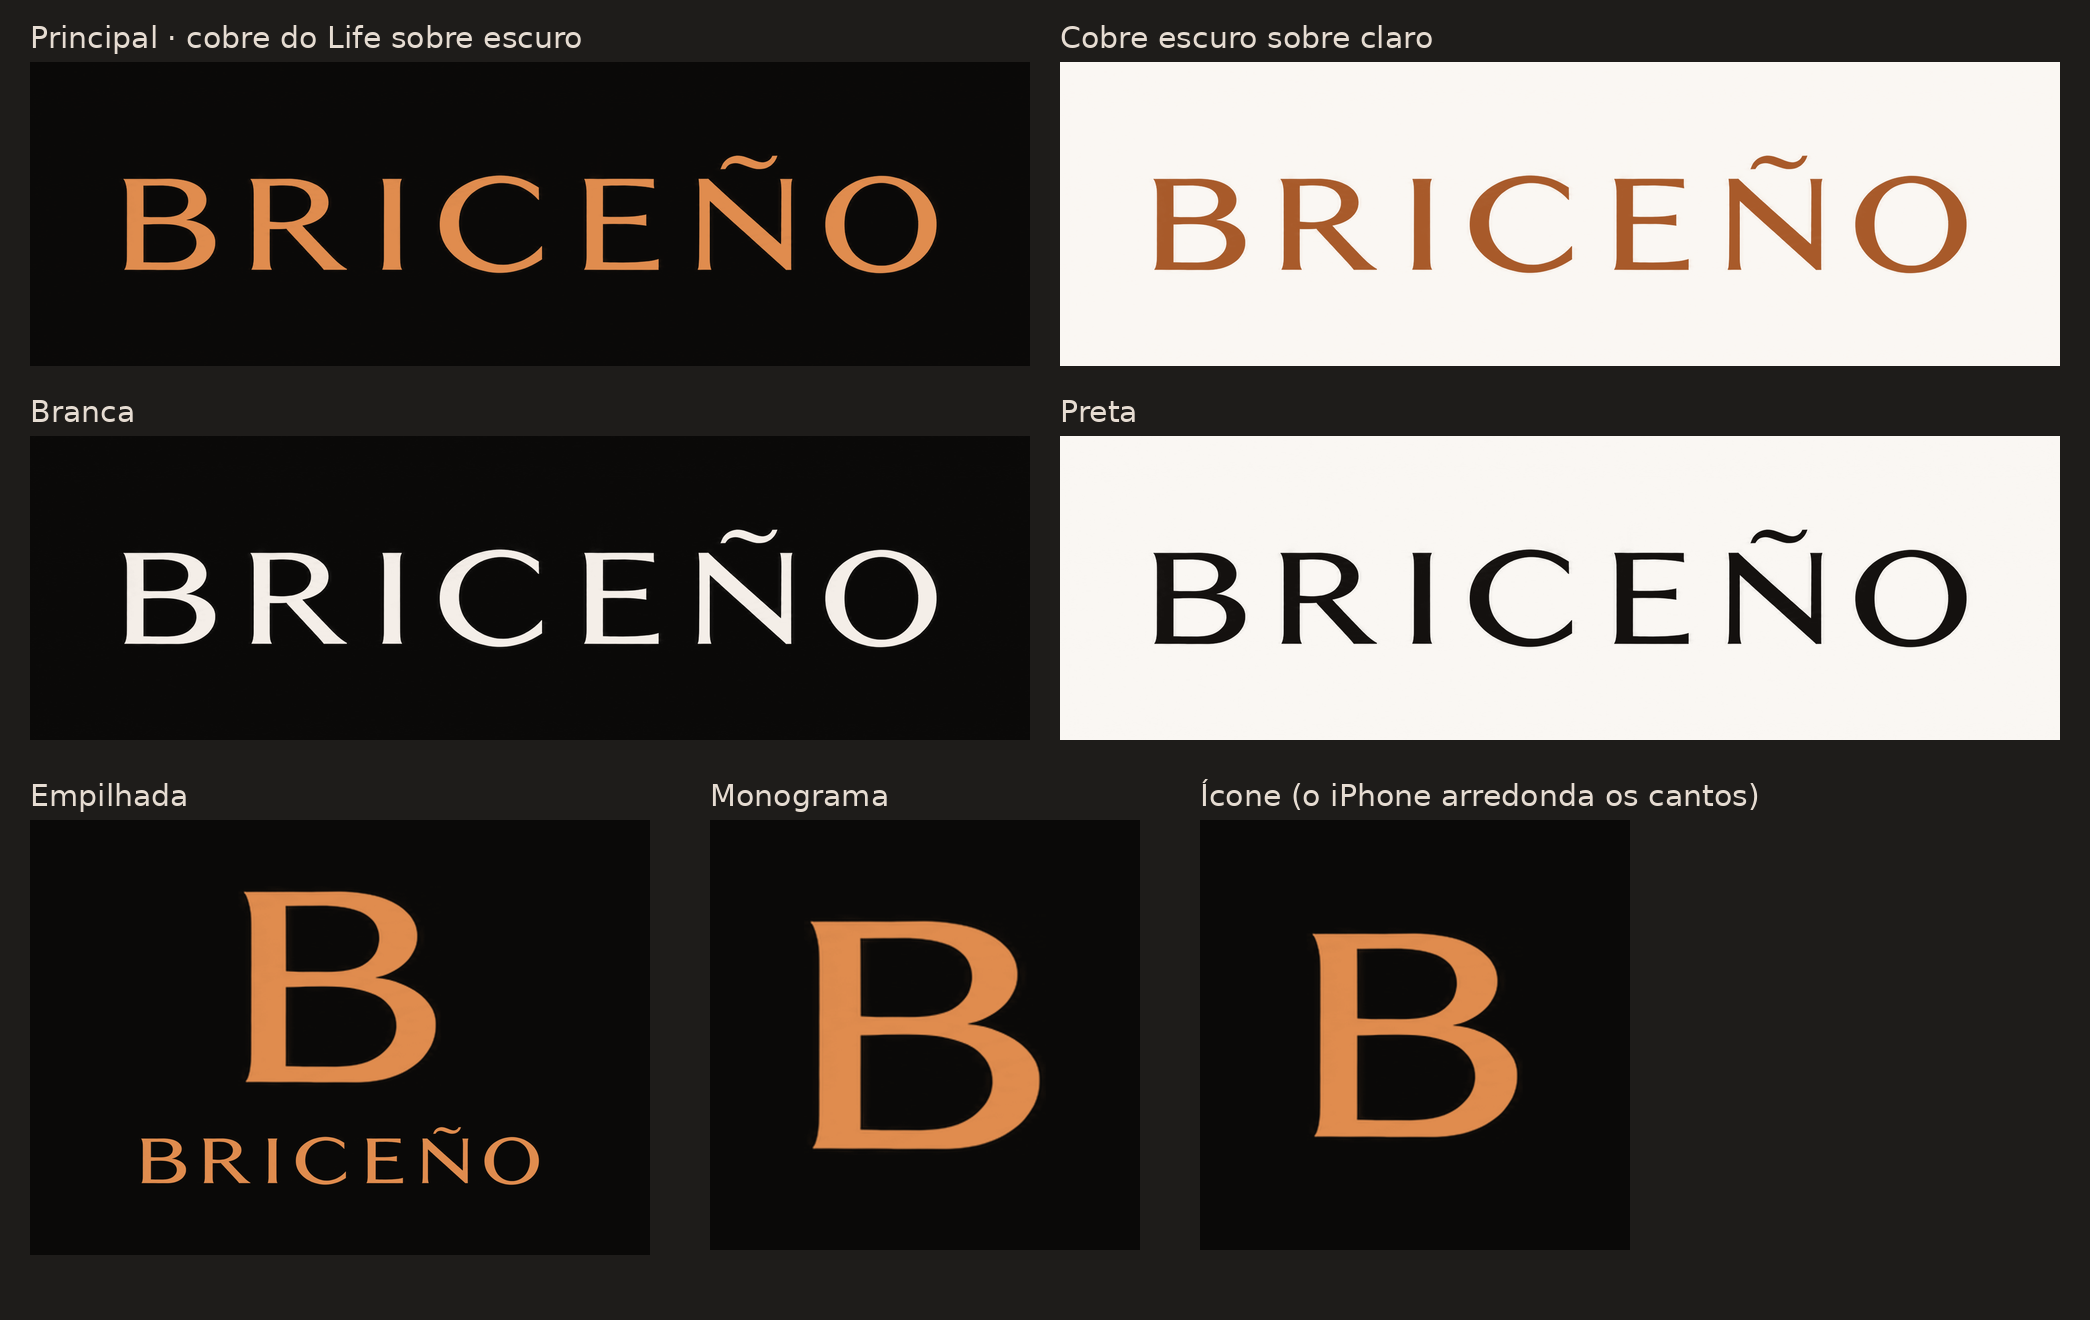 Principal · cobre do Life sobre escuro
Cobre escuro sobre claro
BRICEÑO
BRICEÑO
Branca
Preta
BRICEÑO
BRICEÑO
Empilhada
Monograma
Ícone (o iPhone arredonda os cantos)
B
BRICEÑO
B
B